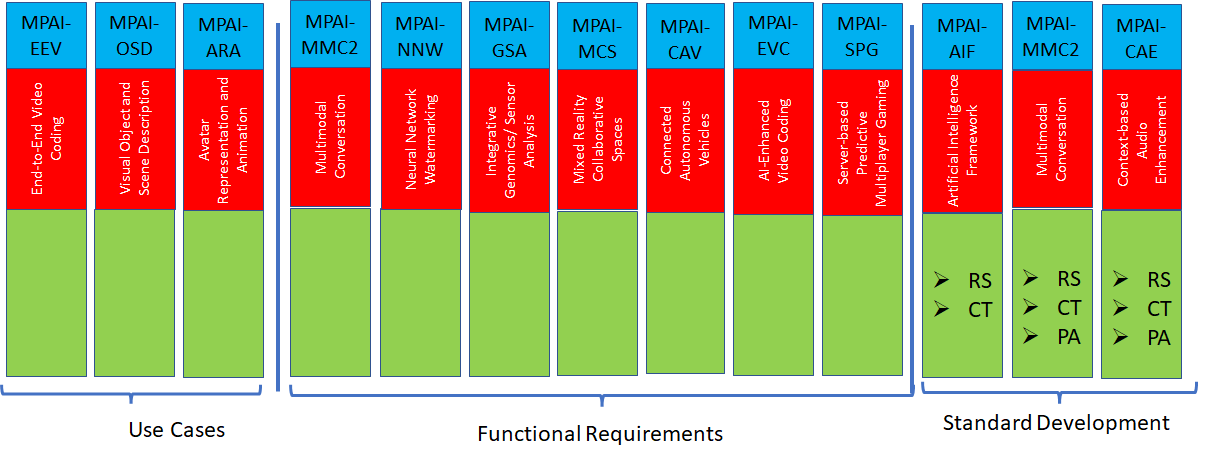 MPAI-
EEV
End-to-End Video
Coding
MPAI-
OSD
Visual Object and
Scene Description
MPAI-
ARA
Avatar
Representation and
Animation
MPAI-
MMC2
Multimodal
Conversation
MPAI-
NNW
Neural Network
Watermarking
MPAI-
GSA
Integrative
Genomics/ Sensor
Analysis
MPAI-
MCS
Mixed Reality
Collaborative
Spaces
MPAI-
CAV
Connected
Autonomous
Vehicles
MPAI-
EVC
AI-Enhanced
Video Coding
MPAI-
SPG
Server-based
Predictive
Multiplayer Gaming
MPAI-
AIF
Artificial Intelligence
Framework
➢ RS
➢ CT
MPAI-
MMC2
Multimodal
Conversation
➢ RS
➢ CT
➢ PA
MPAI-
CAE
Context-based
Audio
Enhancement
➢ RS
➢ CT
➢ PA
Use Cases
Functional Requirements
Standard Development